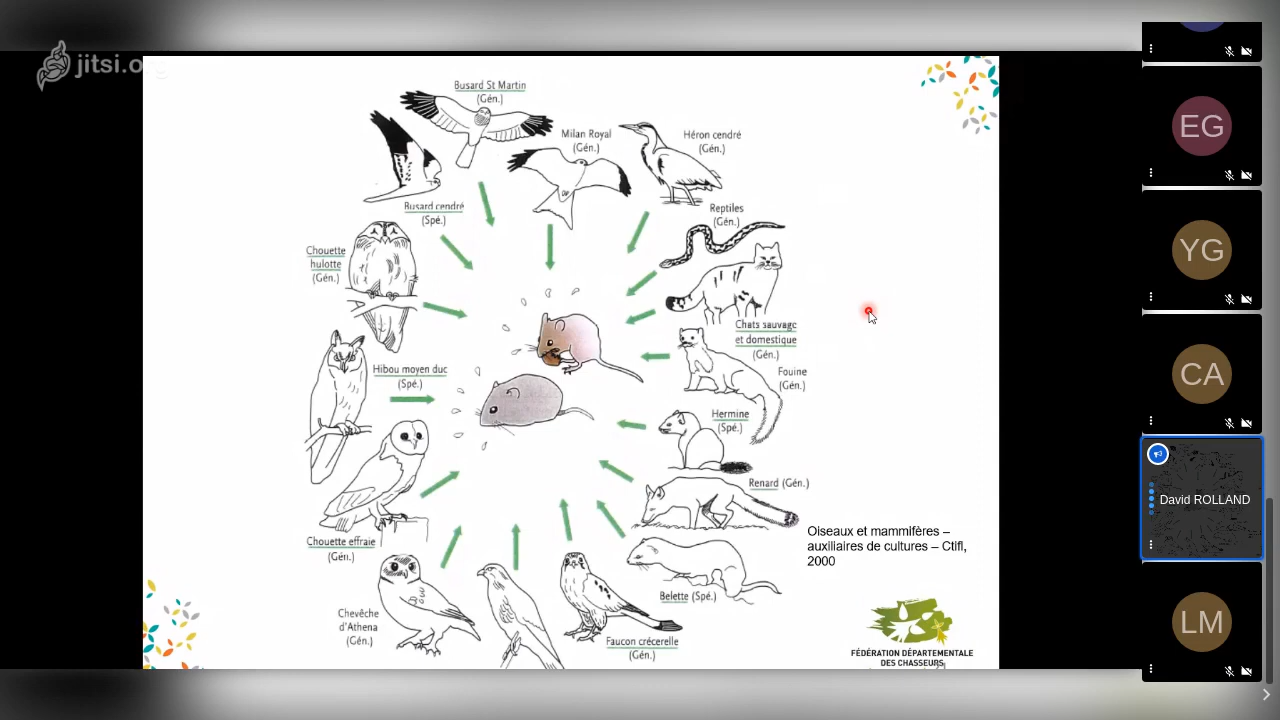 jitsi.org
Busard St Martin
(Gén.)
Milan Royal
(Gén.)
Héron cendré
(Gén.)
Busard cendré
(Spé.)
Reptiles
(Gén.)
Chouette
hulotte
(Gén.)
Chats sauvage
et domestique
(Gén.)
Fouine
(Gén.)
Hibou moyen duc
(Spé.)
Hermine
(Spé.)
Renard (Gén.)
Chouette effraie
(Gén.)
Belette (Spé.)
Chevêche
d'Athena
(Gén.)
Faucon crécerelle
(Gén.)
Oiseaux et mammifères –
auxiliaires de cultures – Ctifl,
2000
FÉDÉRATION DÉPARTEMENTALE
DES CHASSEURS
EG
YG
CA
David ROLLAND
LM